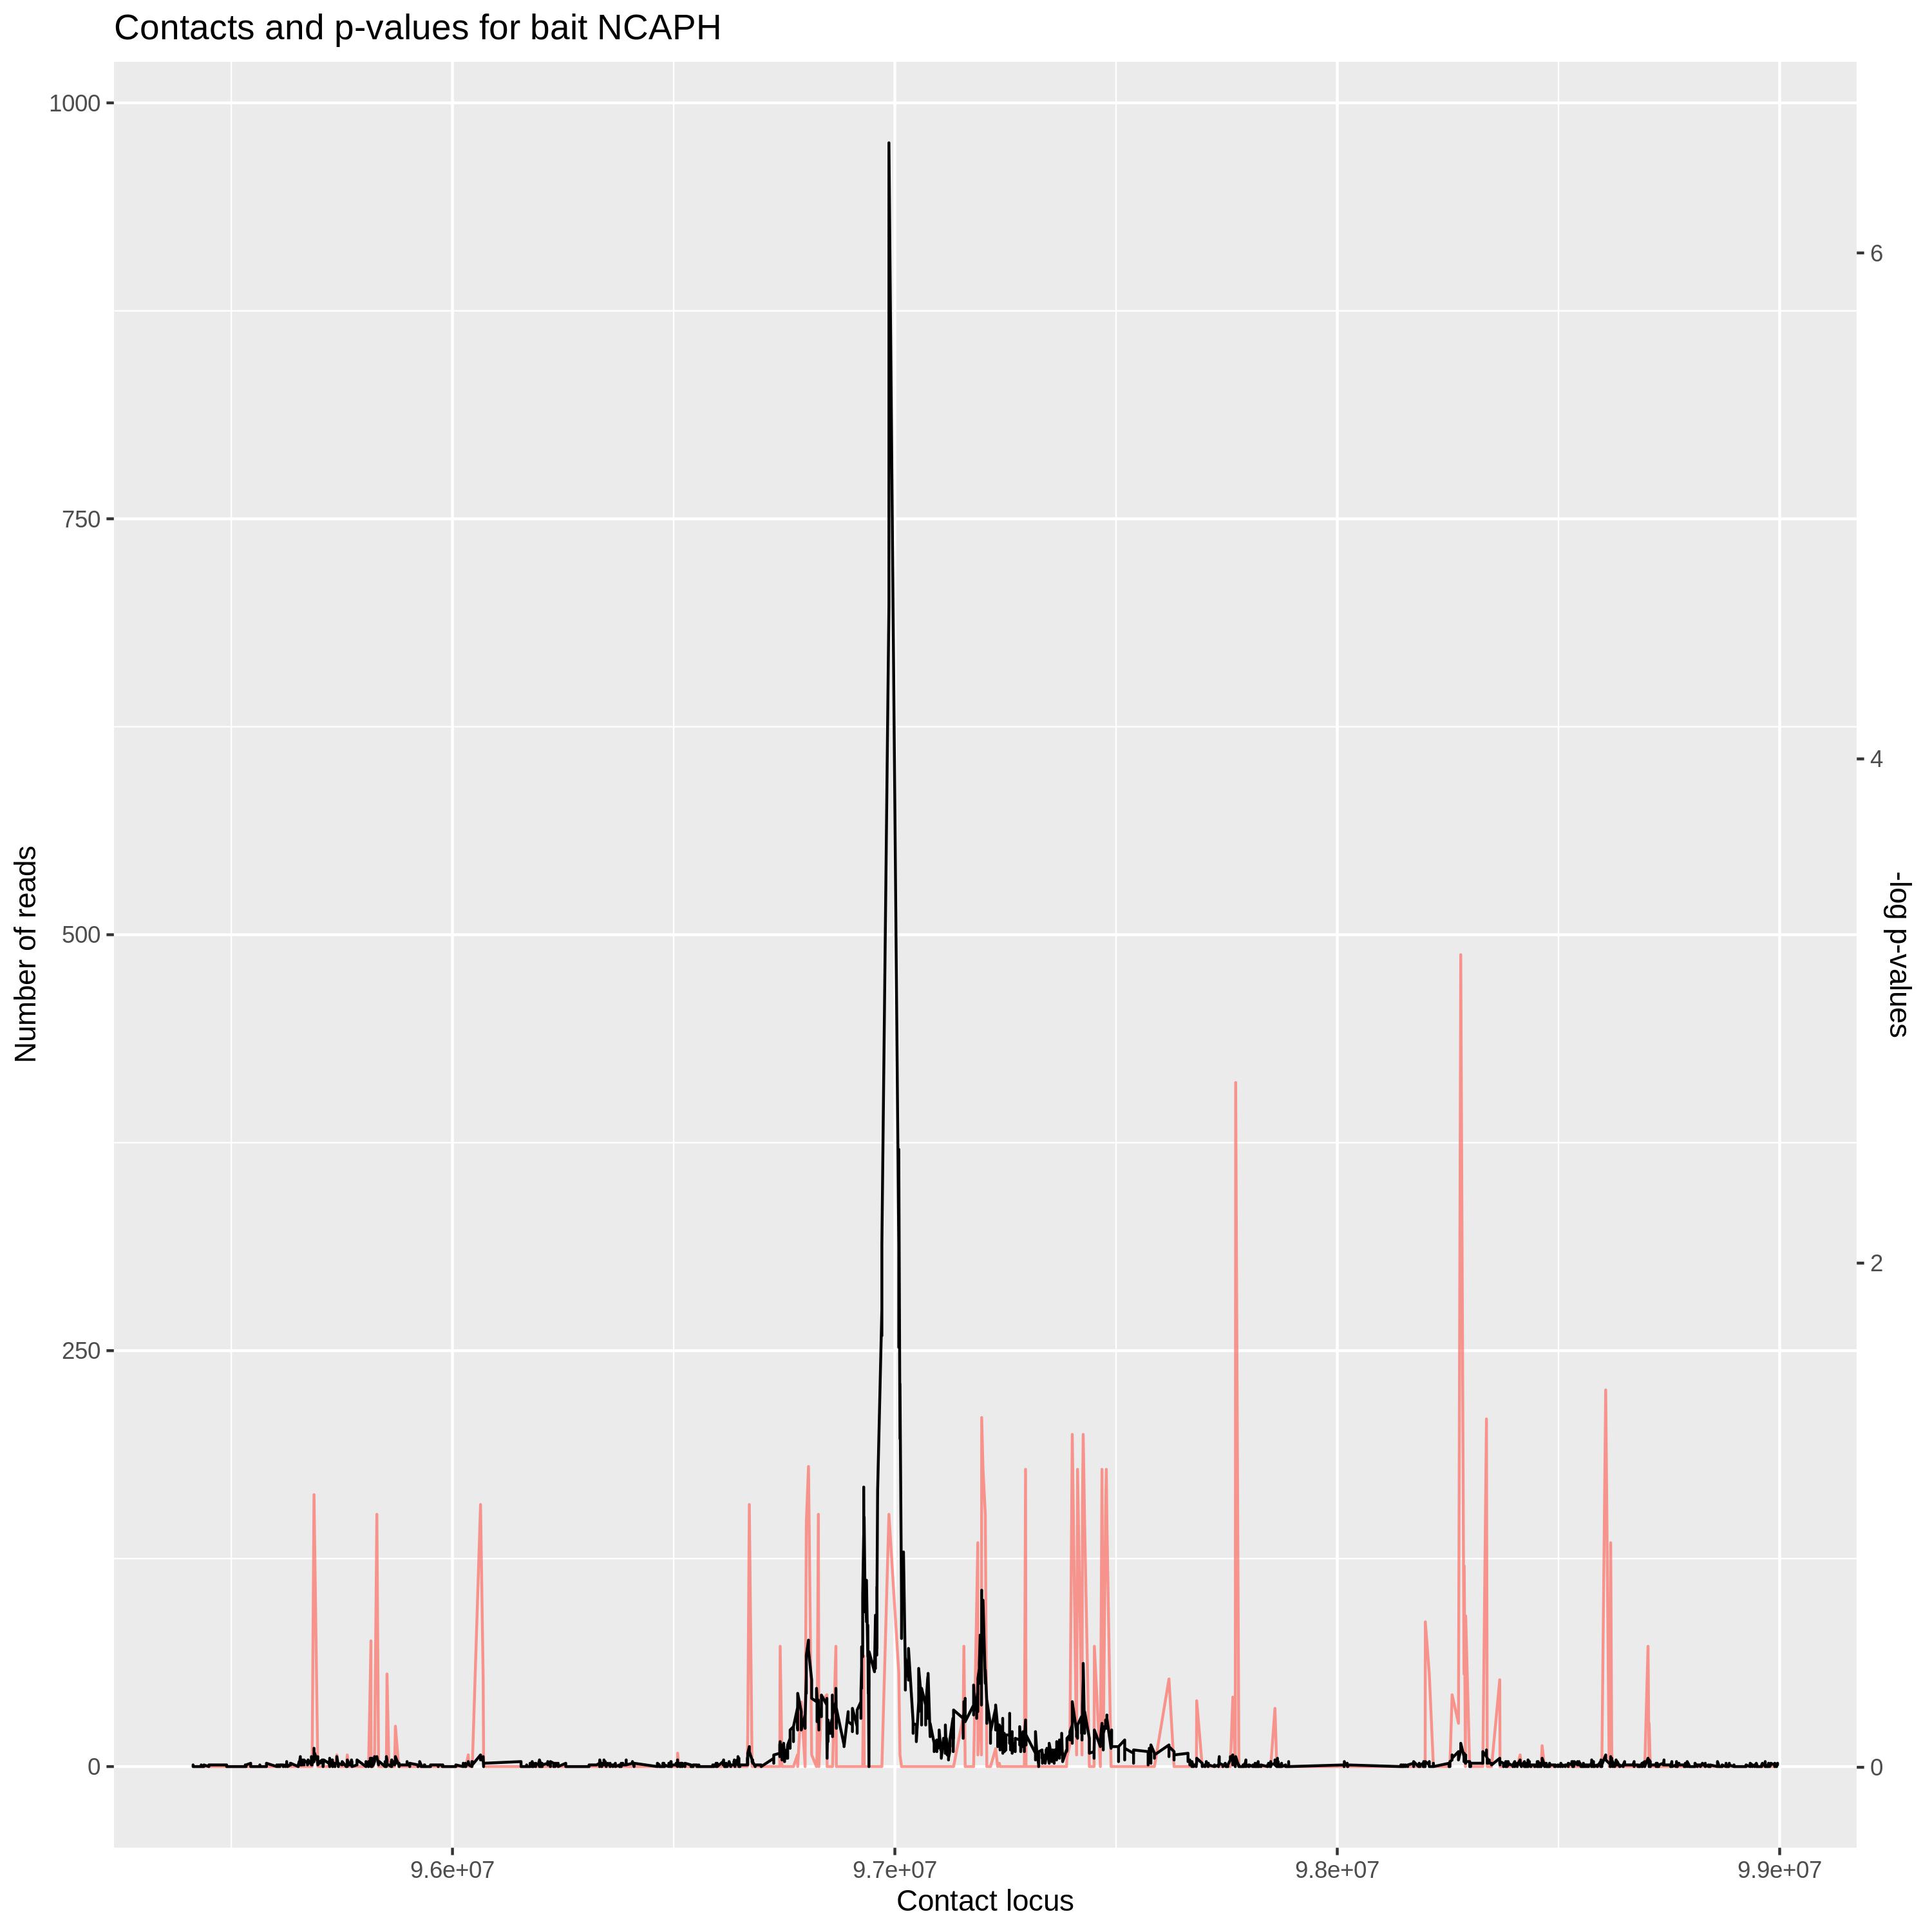 Contacts and p-values for bait NCAPH
1000
750
500
250
0
Number of reads
6
4
2
0
-log p-values
9.6e+07
9.7e+07
9.8e+07
9.9e+07
Contact locus